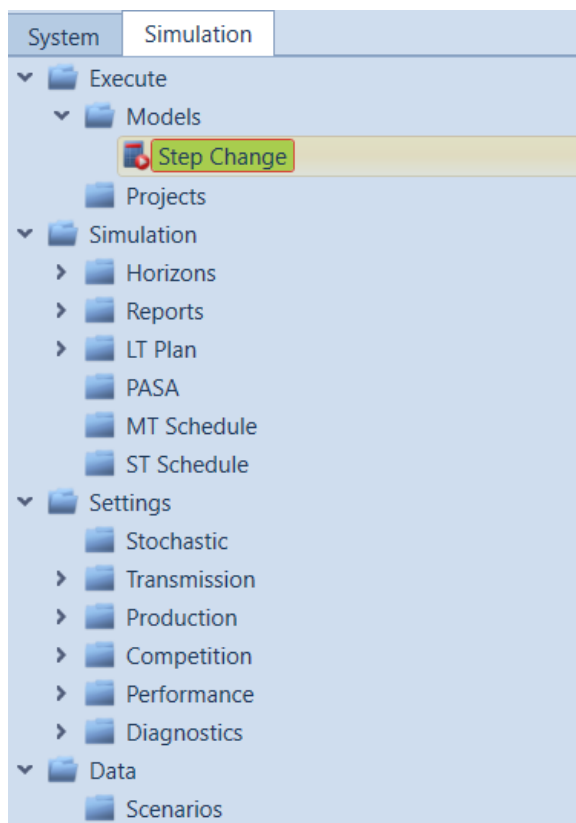 System Simulation
Execute
Models
Step Change
Projects
Simulation
Horizons
Reports
LT Plan
PASA
MT Schedule
ST Schedule
Settings
Stochastic
Transmission
Production
Competition
Performance
Diagnostics
Data
Scenarios